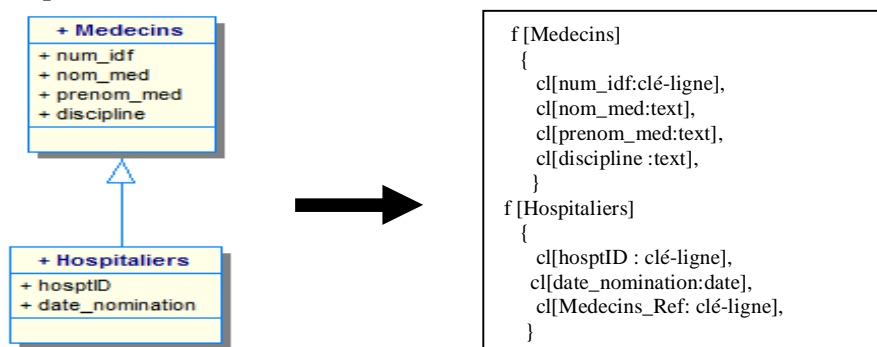 + Medecins
+ num_idf
+ nom_med
+ prenom_med
+ discipline
+ Hospitaliers
+ hosptID
+ date_nomination
f [Medecins]
{
cl[num_idf:clé-ligne],
cl[nom_med:text],
cl[prenom_med:text],
cl[discipline :text],
}
f [Hospitaliers]
{
cl[hosptID : clé-ligne],
cl[date_nomination:date],
cl[Medecins_Ref: clé-ligne],
}